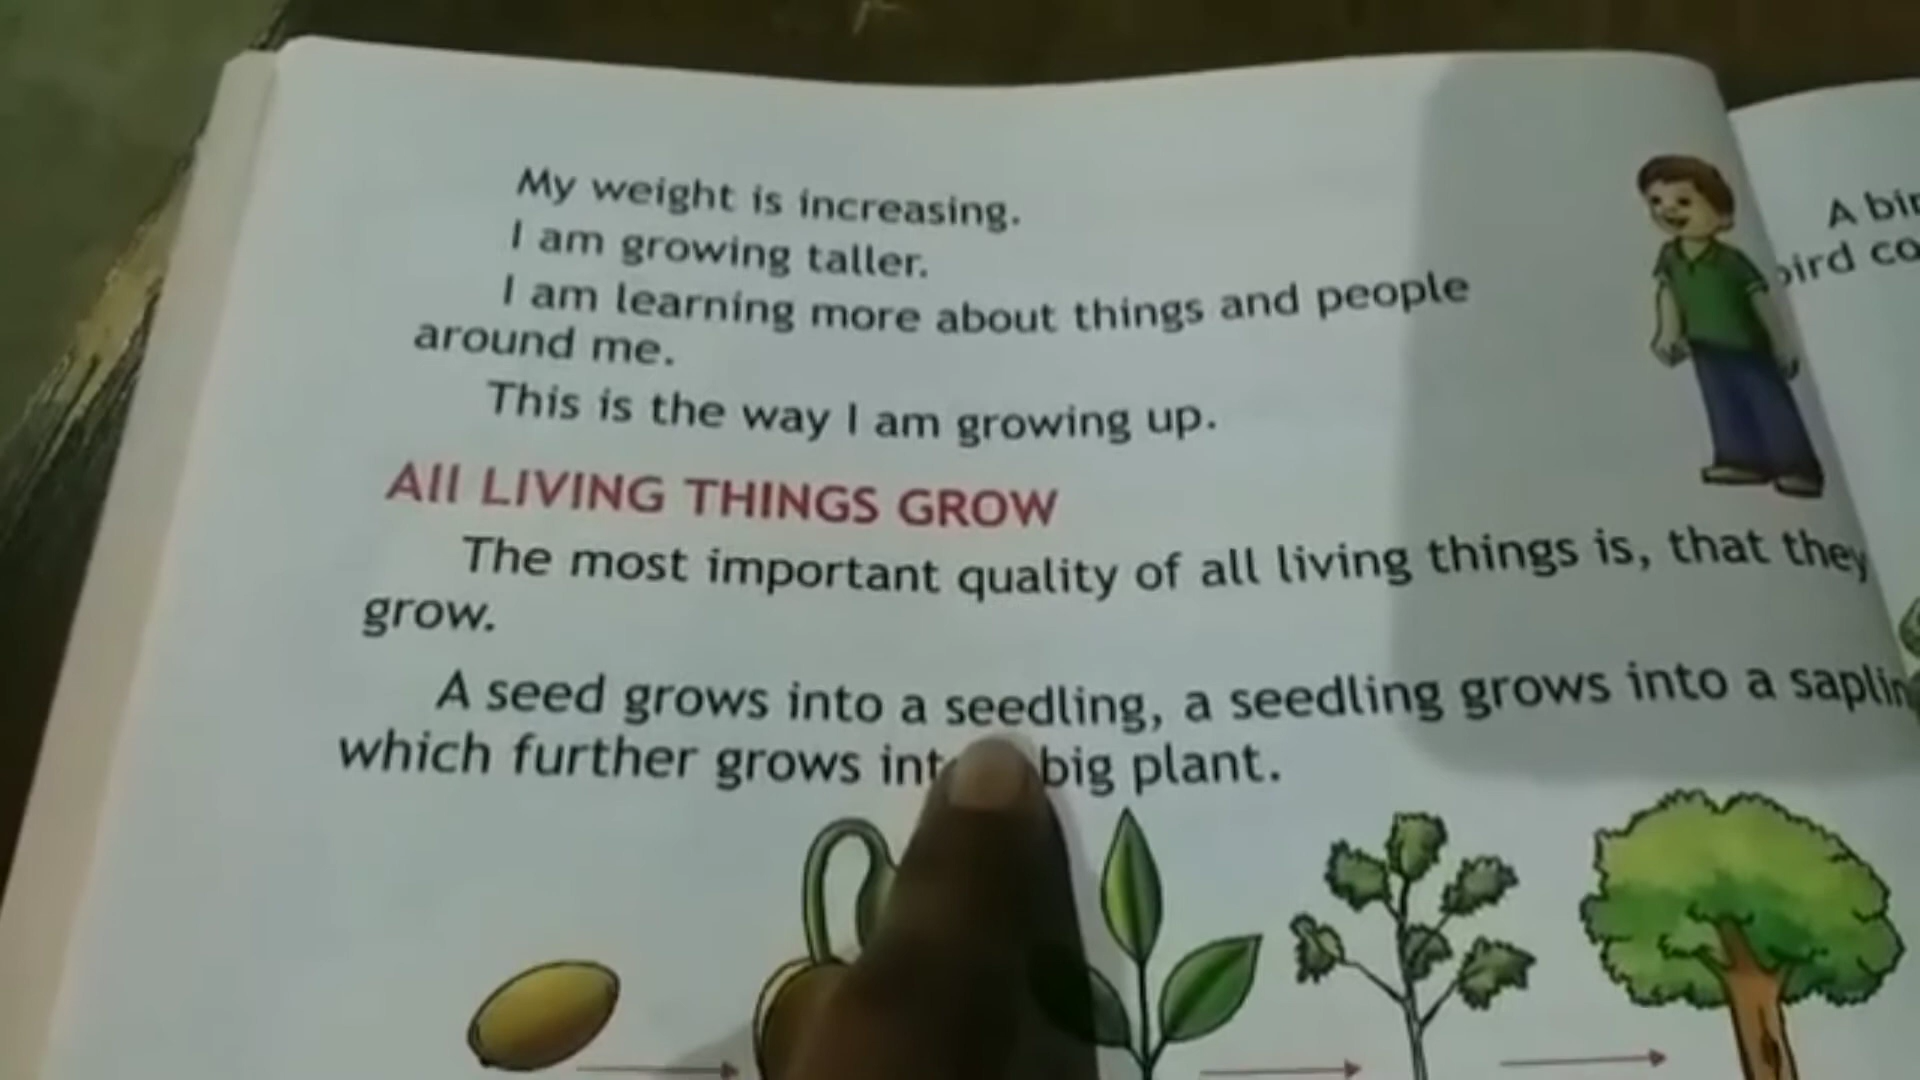 My weight is increasing.
I am growing taller.
I am learning more about things and people
around me.
This is the way I am growing up.
All LIVING THINGS GROW
The most important quality of all living things is, that they
grow.
A seed grows into a seedling, a seedling grows into a
which further grows big plant.
A